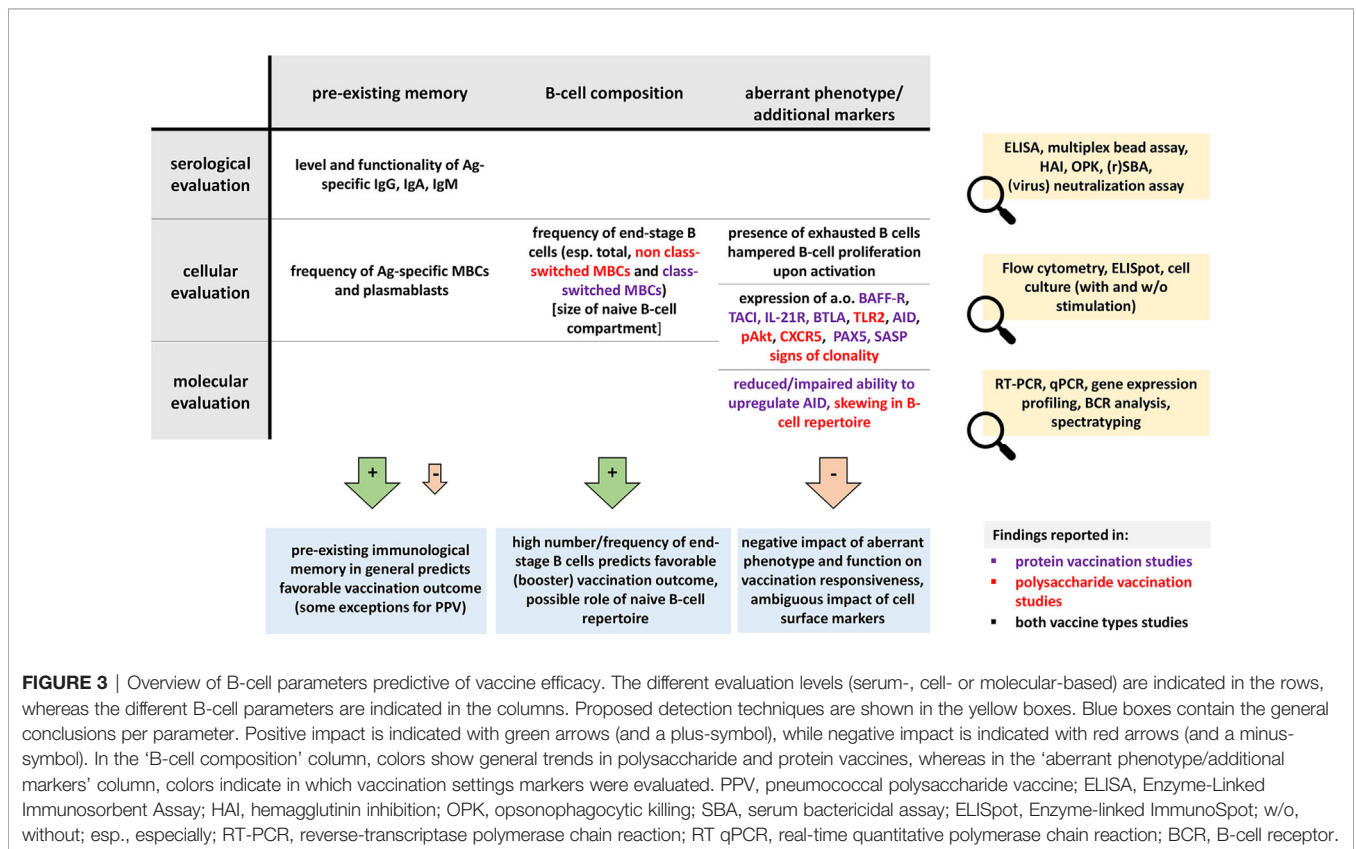 pre-existing memory
B-cell composition
aberrant phenotype/
additional markers
serological
evaluation
level and functionality of Ag-
specific IgG, IgA, IgM
ELISA, multiplex bead assay,
HAI, OPK, (r)SBA,
(virus) neutralization assay
cellular
evaluation
frequency of Ag-specific MBCs
and plasmablasts
frequency of end-stage B
cells (esp. total, non class-
switched MBCs and class-
switched MBCs)
[size of naive B-cell
compartment]
presence of exhausted B cells
hampered B-cell proliferation
upon activation
expression of a.o. BAFF-R,
TACI, IL-21R, BTLA, TLR2, AID,
pAkt, CXCR5, PAX5, SASP
signs of clonality
Flow cytometry, ELISpot, cell
culture (with and w/o
stimulation)
molecular
evaluation
reduced/impaired ability to
upregulate AID, skewing in B-
cell repertoire
RT-PCR, qPCR, gene expression
profiling, BCR analysis,
spectratyping
+
-
+
-
pre-existing immunological
memory in general predicts
favorable vaccination outcome
(some exceptions for PPV)
high number/frequency of end-
stage B cells predicts favorable
(booster) vaccination outcome,
possible role of naive B-cell
repertoire
negative impact of aberrant
phenotype and function on
vaccination responsiveness,
ambiguous impact of cell
surface markers
Findings reported in:
▪ protein vaccination studies
▪ polysaccharide vaccination
studies
▪ both vaccine types studies
FIGURE 3 | Overview of B-cell parameters predictive of vaccine efficacy. The different evaluation levels (serum-, cell- or molecular-based) are indicated in the rows,
whereas the different B-cell parameters are indicated in the columns. Proposed detection techniques are shown in the yellow boxes. Blue boxes contain the general
conclusions per parameter. Positive impact is indicated with green arrows (and a plus-symbol), while negative impact is indicated with red arrows (and a minus-
symbol). In the ‘B-cell composition’ column, colors show general trends in polysaccharide and protein vaccines, whereas in the ‘aberrant phenotype/additional
markers’ column, colors indicate in which vaccination settings markers were evaluated. PPV, pneumococcal polysaccharide vaccine; ELISA, Enzyme-Linked
Immunosorbent Assay; HAI, hemagglutinin inhibition; OPK, opsonophagocytic killing; SBA, serum bactericidal assay; ELISpot, Enzyme-linked ImmunoSpot; w/o,
without; esp., especially; RT-PCR, reverse-transcriptase polymerase chain reaction; RT qPCR, real-time quantitative polymerase chain reaction; BCR, B-cell receptor.